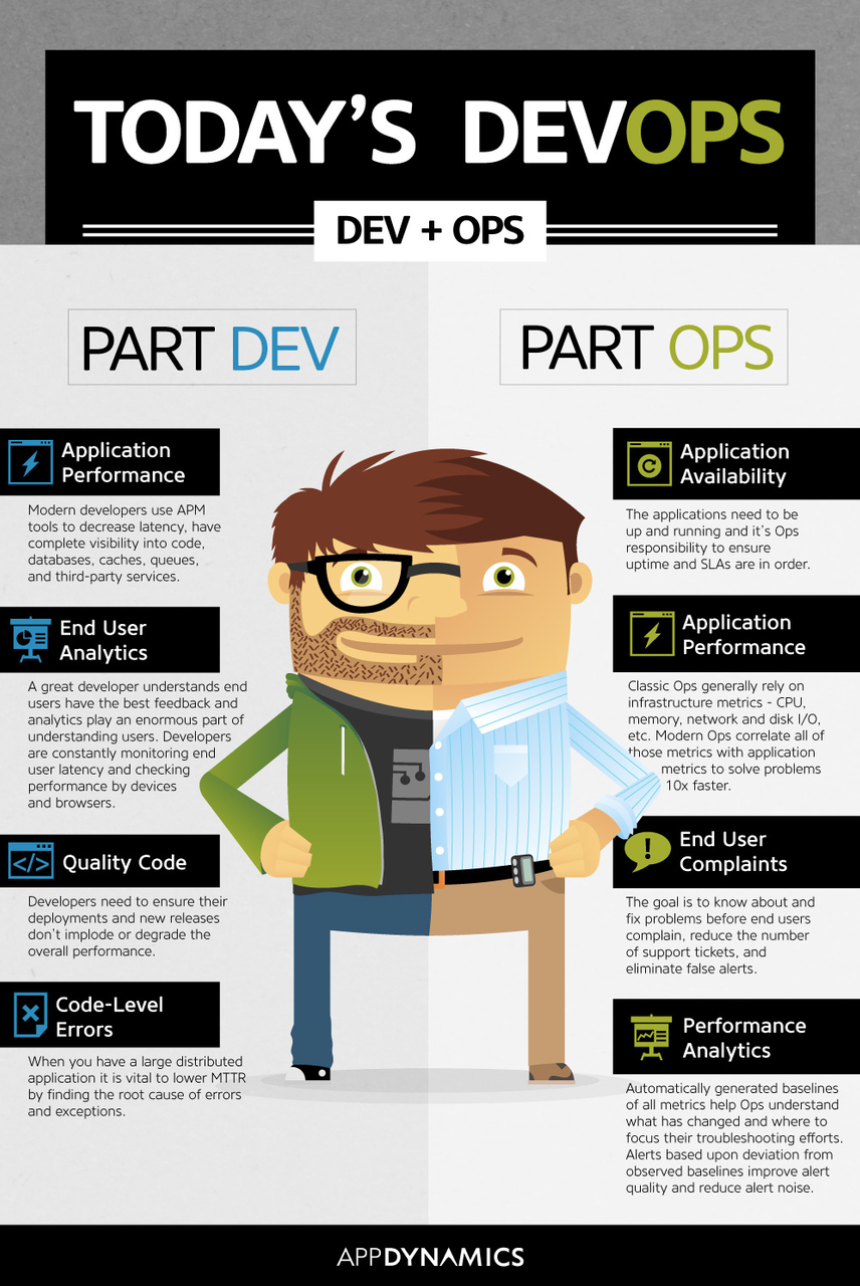 TODAY'S DEVOPS
DEV + OPS
PART DEV
Application
Performance
Modern developers use APM
tools to decrease latency, have
complete visibility into code,
databases, caches, queues,
and third-party services.
End User
Analytics
A great developer understands end
users have the best feedback and
analytics play an enormous part of
understanding users. Developers
are constantly monitoring end
user latency and checking
performance by devices
and browsers.
</>
Quality Code
Developers need to ensure their
deployments and new releases
don't implode or degrade the
overall performance.
Code-Level
Errors
When you have a large distributed
application it is vital to lower MTTR
by finding the root cause of errors
and exceptions.
PART OPS
Application
Availability
The applications need to be
up and running and it's Ops
responsibility to ensure
uptime and SLAs are in order.
Application
Performance
Classic Ops generally rely on
infrastructure metrics - CPU,
memory, network and disk I/O,
etc. Modern Ops correlate all of
those metrics with application
metrics to solve problems
10x faster.
!
End User
Complaints
The goal is to know about and
fix problems before end users
complain, reduce the number
of support tickets, and
eliminate false alerts.
Performance
Analytics
Automatically generated baselines
of all metrics help Ops understand
what has changed and where to
focus their troubleshooting efforts.
Alerts based upon deviation from
observed baselines improve alert
quality and reduce alert noise.
APPDYNAMICS